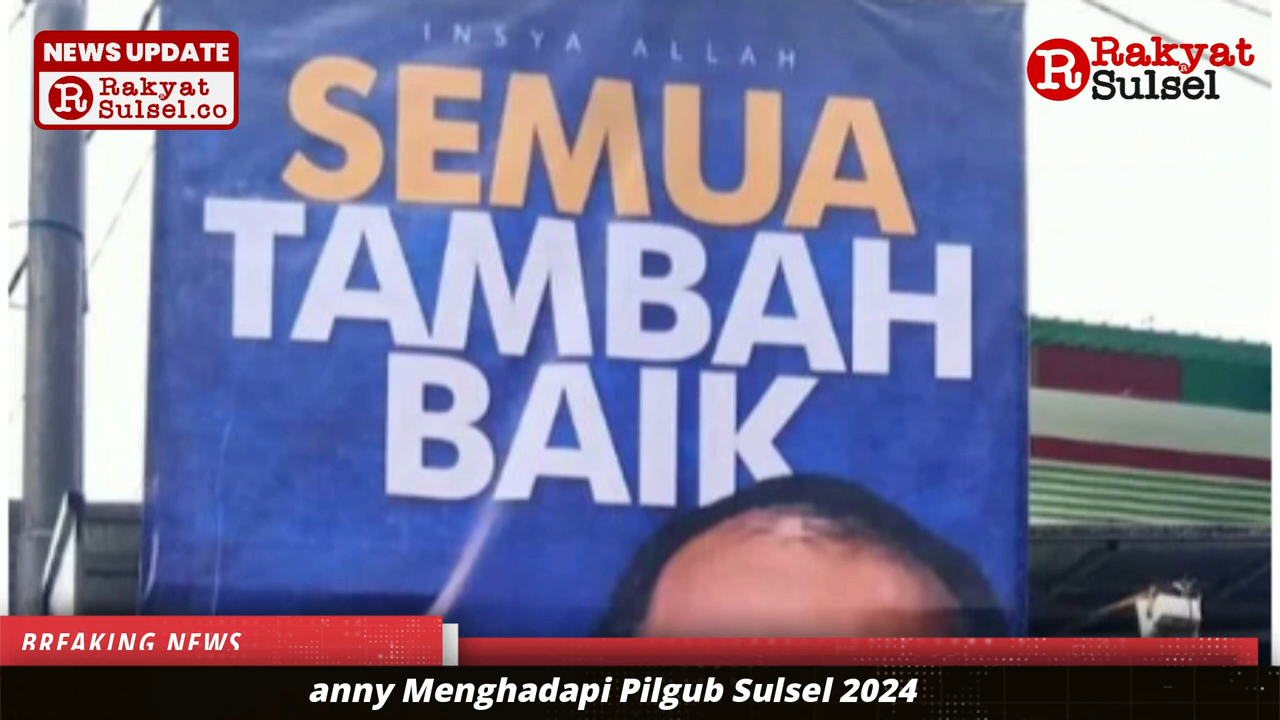 NEWS UPDATE
R Rakyat
Sulsel.co
R Rakyat
Sulsel
INSYA ALLAH
SEMUA
TAMBAH
BAIK
BREAKING NEWS
anny Menghadapi Pilgub Sulsel 2024